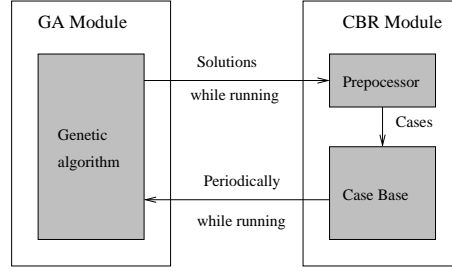 GA Module
CBR Module
Solutions
while running
Prepocessor
Cases
Genetic
algorithm
Periodically
while running
Case Base